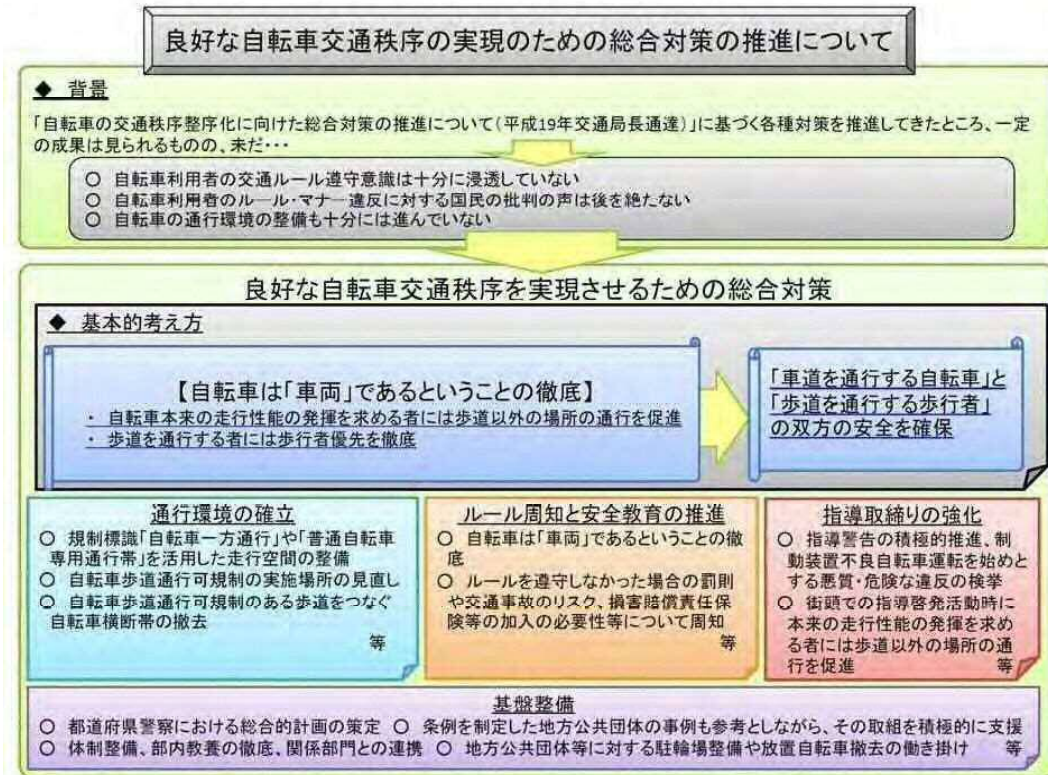 良好な自転車交通秩序の実現のための総合対策の推進について
◆ 背景
「自転車の交通秩序整序化に向けた総合対策の推進について(平成19年交通局長通達)」に基づく各種対策を推進してきたところ、一定
の成果は見られるものの、未だ・・・
○ 自転車利用者の交通ルール遵守意識は十分に浸透していない
○ 自転車利用者のルール・マナー違反に対する国民の批判の声は後を絶たない
○ 自転車の通行環境の整備も十分には進んでいない
良好な自転車交通秩序を実現させるための総合対策
◆ 基本的考え方
【自転車は「車両」であるということの徹底】
・ 自転車本来の走行性能の発揮を求める者には歩道以外の場所の通行を促進
・ 歩道を通行する者には歩行者優先を徹底
「車道を通行する自転車」と
「歩道を通行する歩行者」
の双方の安全を確保
通行環境の確立
○ 規制標識「自転車一方通行」や「普通自転車
専用通行帯」を活用した走行空間の整備
○ 自転車歩道通行可規制の実施場所の見直し
○ 自転車歩道通行可規制のある歩道をつなぐ
自転車横断帯の撤去
等
ルール周知と安全教育の推進
○ 自転車は「車両」であるということの徹
底
○ ルールを遵守しなかった場合の罰則
や交通事故のリスク、損害賠償責任保
険等の加入の必要性等について周知
等
指導取締りの強化
○ 指導警告の積極的推進、制
動装置不良自転車運転を始めと
する悪質・危険な違反の検挙
○ 街頭での指導啓発活動時に
本来の走行性能の発揮を求め
る者には歩道以外の場所の通
行を促進 等
基盤整備
○ 都道府県警察における総合的計画の策定 ○ 条例を制定した地方公共団体の事例も参考としながら、その取組を積極的に支援
○ 体制整備、部内教養の徹底、関係部門との連携 ○ 地方公共団体等に対する駐輪場整備や放置自転車撤去の働き掛け 等